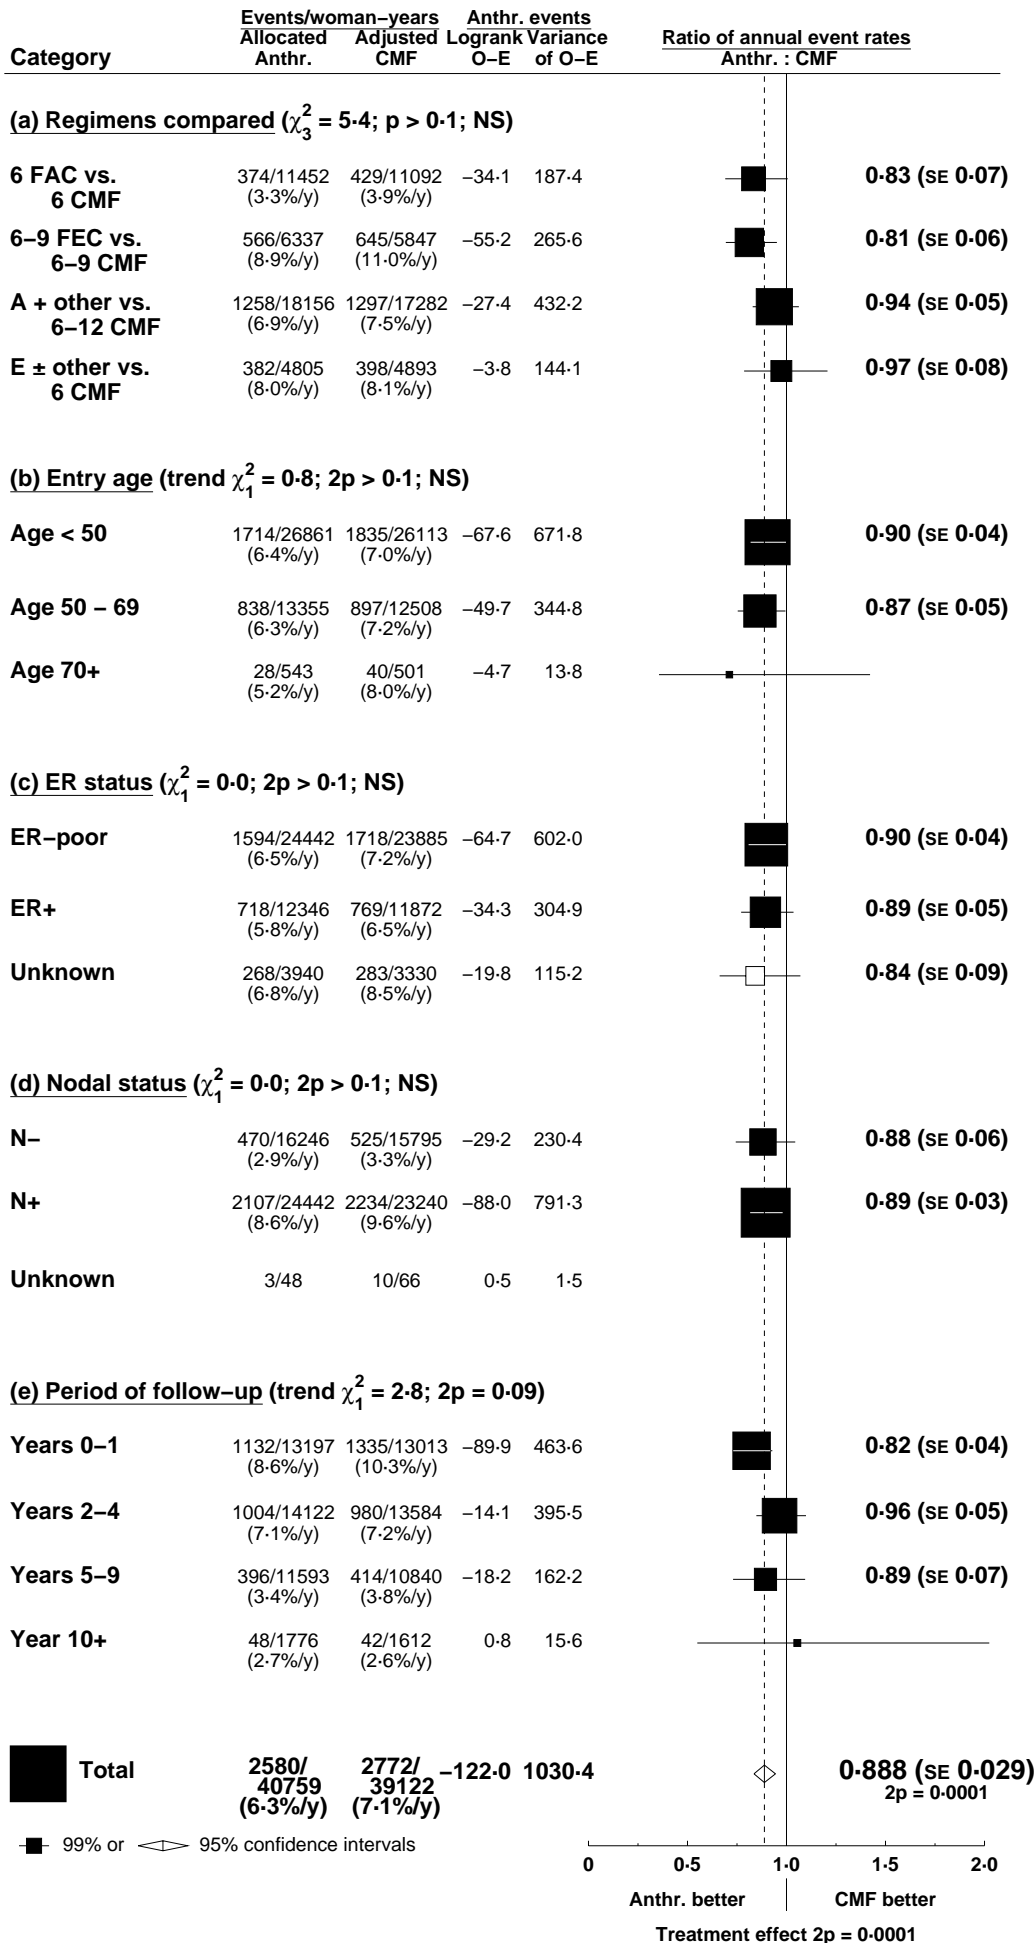 Events/woman–years Anthr. events
Allocated Adjusted Logrank Variance Ratio of annual event rates
Category Anthr. CMF O–E of O–E Anthr. : CMF
(a) Regimens compared (χ²₃ = 5·4; p > 0·1; NS)
6 FAC vs. 374/11452 429/11092 –34·1 187·4 0·83 (SE 0·07)
6 CMF (3·3%/y) (3·9%/y)
6–9 FEC vs. 566/6337 645/5847 –55·2 265·6 0·81 (SE 0·06)
6–9 CMF (8·9%/y) (11·0%/y)
A + other vs. 1258/18156 1297/17282 –27·4 432·2 0·94 (SE 0·05)
6–12 CMF (6·9%/y) (7·5%/y)
E ± other vs. 382/4805 398/4893 –3·8 144·1 0·97 (SE 0·08)
6 CMF (8·0%/y) (8·1%/y)
(b) Entry age (trend χ²₁ = 0·8; 2p > 0·1; NS)
Age < 50 1714/26861 1835/26113 –67·6 671·8 0·90 (SE 0·04)
(6·4%/y) (7·0%/y)
Age 50 – 69 838/13355 897/12508 –49·7 344·8 0·87 (SE 0·05)
(6·3%/y) (7·2%/y)
Age 70+ 28/543 40/501 –4·7 13·8
(5·2%/y) (8·0%/y)
(c) ER status (χ²₁ = 0·0; 2p > 0·1; NS)
ER–poor 1594/24442 1718/23885 –64·7 602·0 0·90 (SE 0·04)
(6·5%/y) (7·2%/y)
ER+ 718/12346 769/11872 –34·3 304·9 0·89 (SE 0·05)
(5·8%/y) (6·5%/y)
Unknown 268/3940 283/3330 –19·8 115·2 0·84 (SE 0·09)
(6·8%/y) (8·5%/y)
(d) Nodal status (χ²₁ = 0·0; 2p > 0·1; NS)
N– 470/16246 525/15795 –29·2 230·4 0·88 (SE 0·06)
(2·9%/y) (3·3%/y)
N+ 2107/24442 2234/23240 –88·0 791·3 0·89 (SE 0·03)
(8·6%/y) (9·6%/y)
Unknown 3/48 10/66 0·5 1·5
(e) Period of follow–up (trend χ²₁ = 2·8; 2p = 0·09)
Years 0–1 1132/13197 1335/13013 –89·9 463·6 0·82 (SE 0·04)
(8·6%/y) (10·3%/y)
Years 2–4 1004/14122 980/13584 –14·1 395·5 0·96 (SE 0·05)
(7·1%/y) (7·2%/y)
Years 5–9 396/11593 414/10840 –18·2 162·2 0·89 (SE 0·07)
(3·4%/y) (3·8%/y)
Year 10+ 48/1776 42/1612 0·8 15·6
(2·7%/y) (2·6%/y)
Total 2580/ 2772/ –122·0 1030·4 0·888 (SE 0·029)
40759 39122 2p = 0·0001
(6·3%/y) (7·1%/y)
99% or 95% confidence intervals
0 0·5 1·0 1·5 2·0
Anthr. better CMF better
Treatment effect 2p = 0·0001